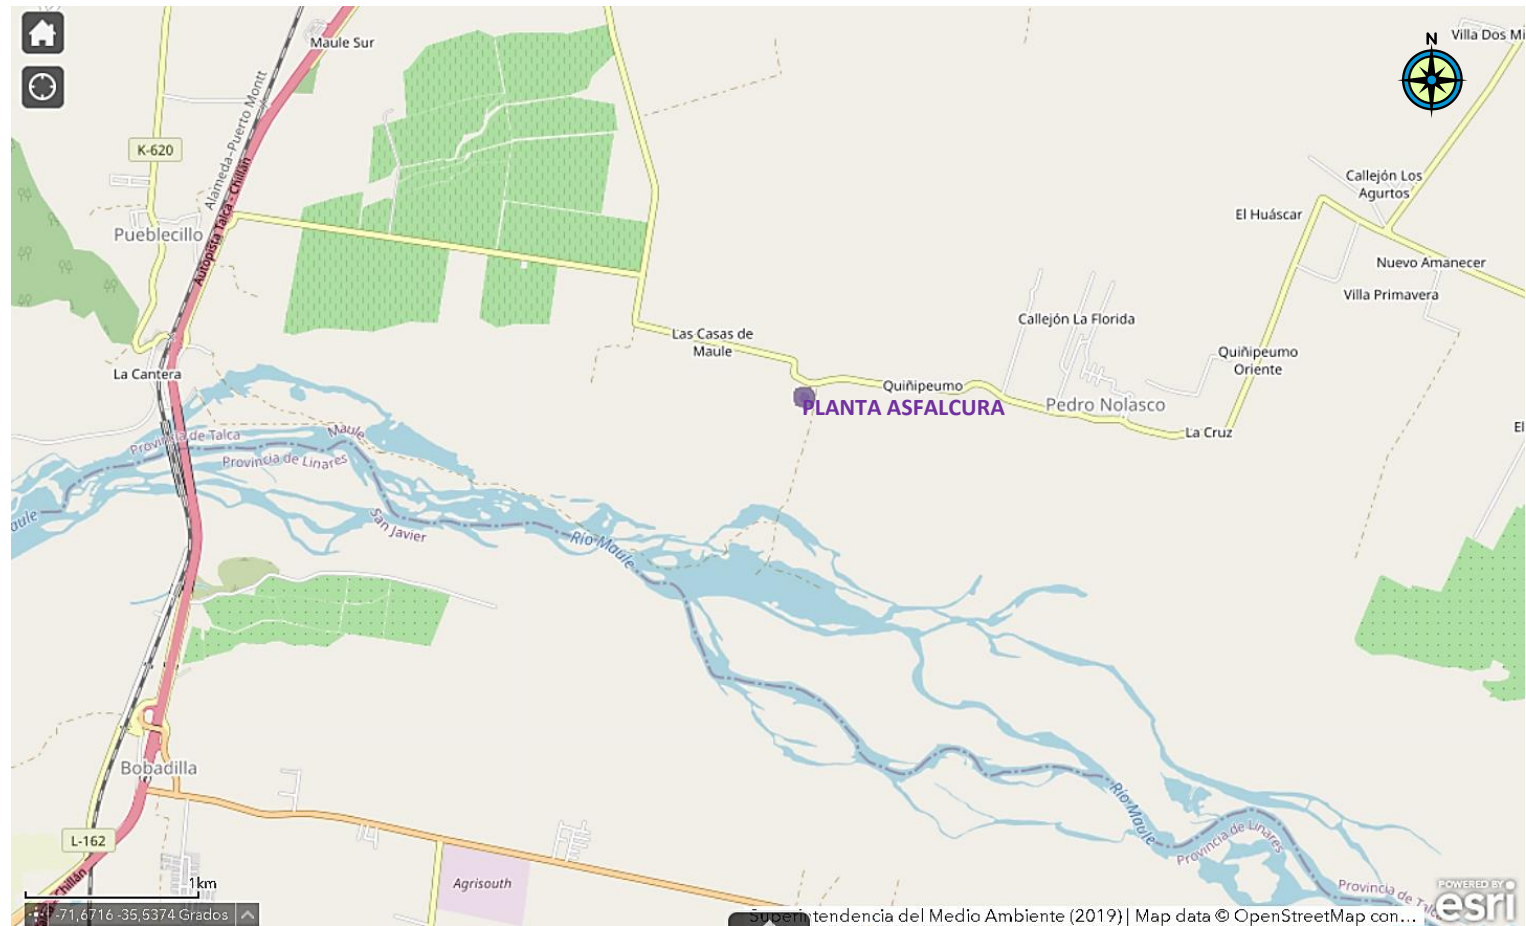 N
Villa Dos Mi
Maule Sur
Alameda-Puerto Montt
K-620
Autopista Talca - Chillán
Pueblecillo
Callejón Los
Agurtos
El Huáscar
Nuevo Amanecer
Villa Primavera
Callejón La Florida
Las Casas de
Maule
Quiñipeumo
Oriente
La Cantera
Quiñipeumo
PLANTA ASFALCURA
Pedro Nolasco
La Cruz
El
Provincia de Talca
Maule
Provincia de Linares
San Javier
aule
Río Maule
Bobadilla
Río Maule
Provincia de Linares
L-162
Chillán
Agrisouth
1km
-71,6716 -35,5374 Grados
Provincia de Talc
POWERED BY
esri
Superintendencia del Medio Ambiente (2019) | Map data © OpenStreetMap con...